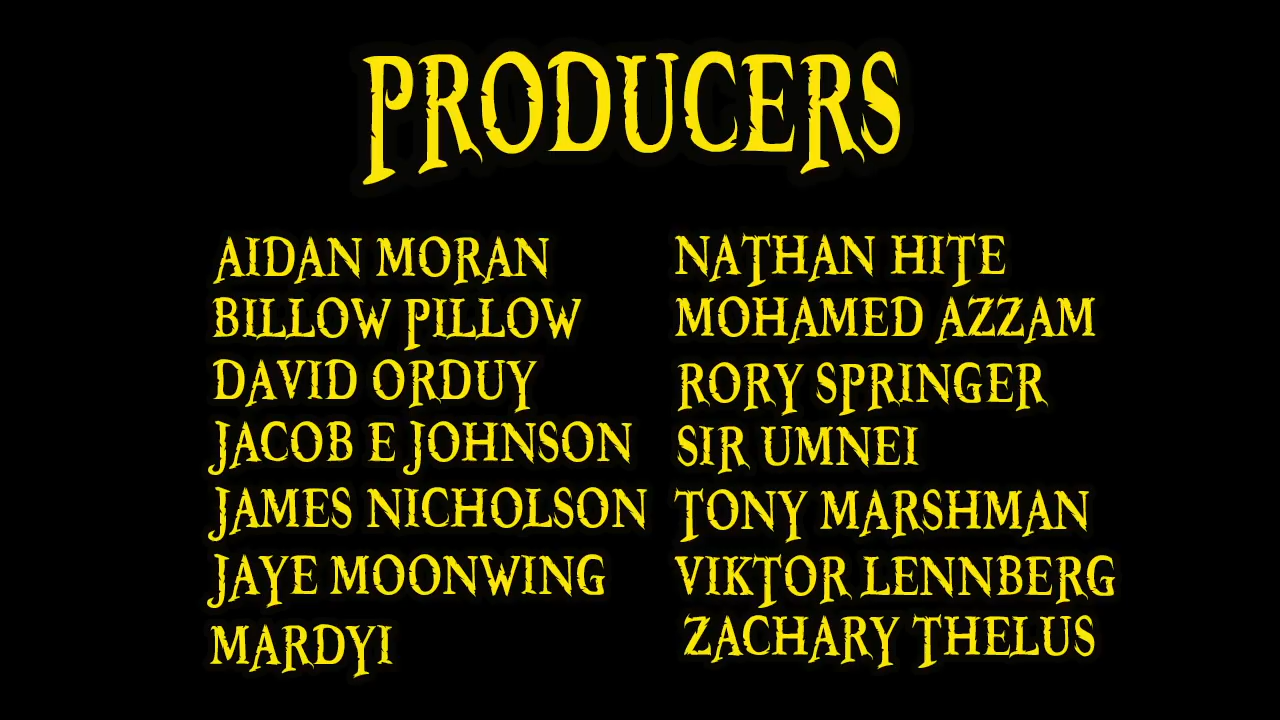 PRODUCERS
AIDAN MORAN
BILLOW PILLOW
DAVID ORDUY
JACOB E JOHNSON
JAMES NICHOLSON
JAYE MOONWING
MARDYI
NATHAN HITE
MOHAMED AZZAM
RORY SPRINGER
SIR UMNEI
TONY MARSHMAN
VIKTOR LENNBERG
ZACHARY THELUS